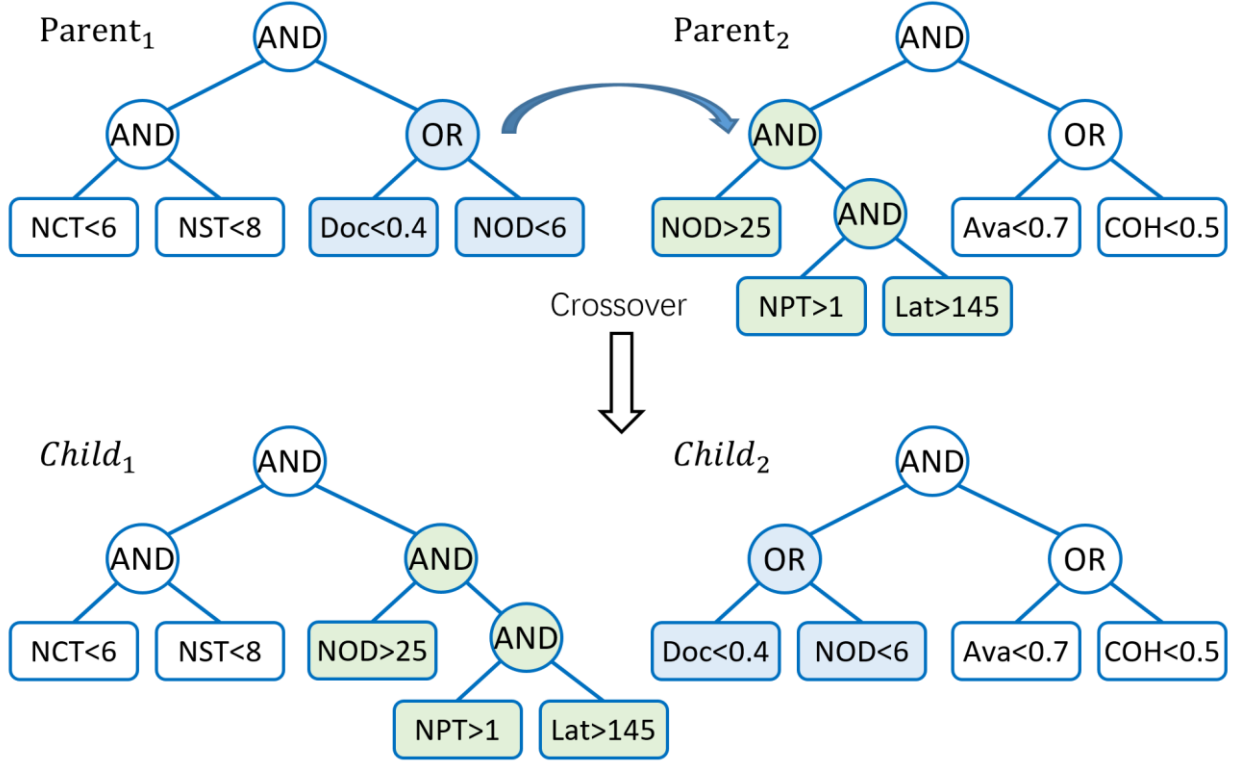 Parent₁
AND
AND
OR
NCT<6
NST<8
Doc<0.4
NOD<6
Parent₂
AND
AND
OR
NOD>25
AND
Ava<0.7
COH<0.5
NPT>1
Lat>145
Crossover
Child₁
AND
AND
AND
NCT<6
NST<8
NOD>25
AND
NPT>1
Lat>145
Child₂
AND
OR
OR
Doc<0.4
NOD<6
Ava<0.7
COH<0.5